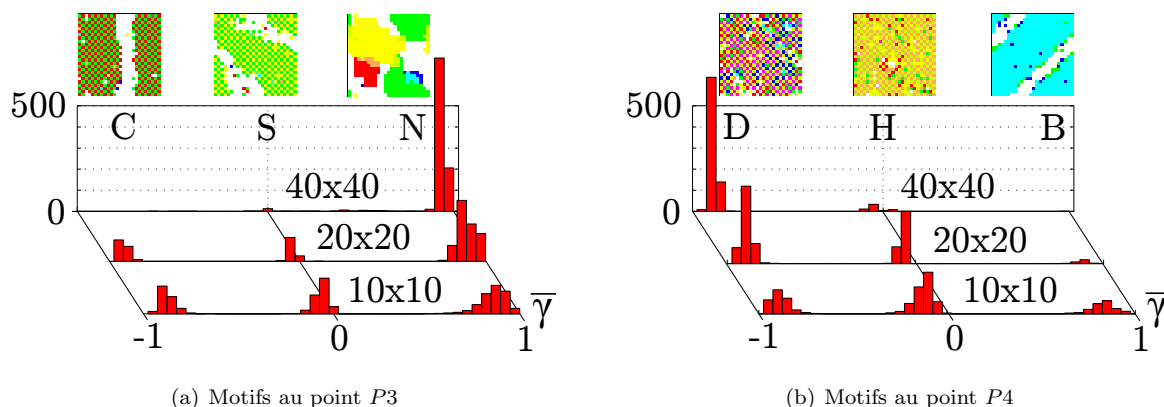 500
C S N
40x40
0
20x20
10x10
-1 0 1 γ̅
(a) Motifs au point P3
500
D H B
40x40
0
20x20
10x10
-1 0 1 γ̅
(b) Motifs au point P4